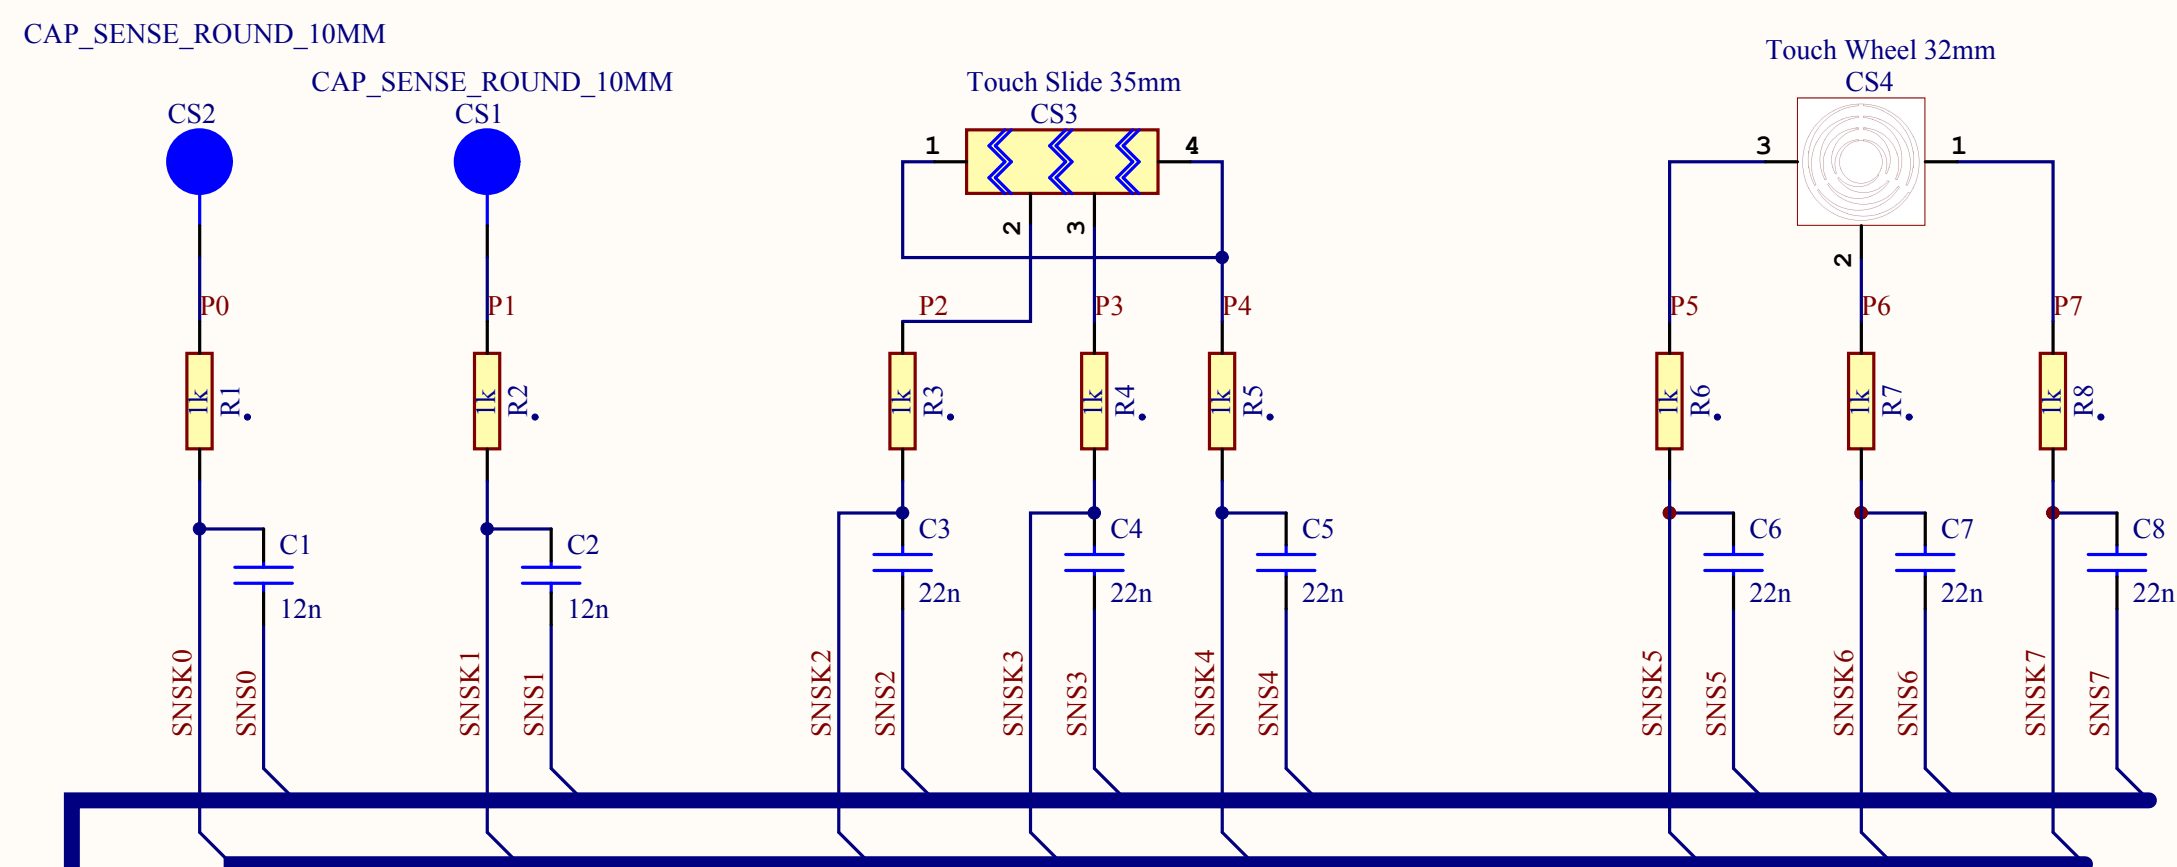 CAP_SENSE_ROUND_10MM
CS2
CAP_SENSE_ROUND_10MM
CS1
Touch Slide 35mm
CS3
Touch Wheel 32mm
CS4
1
4
2
3
3
1
2
P0
P1
P2
P3
P4
P5
P6
P7
1k
R1
1k
R2
1k
R3
1k
R4
1k
R5
1k
R6
1k
R7
1k
R8
C1
12n
C2
12n
C3
22n
C4
22n
C5
22n
C6
22n
C7
22n
C8
22n
SNSK0
SNS0
SNSK1
SNS1
SNSK2
SNS2
SNSK3
SNS3
SNSK4
SNS4
SNSK5
SNS5
SNSK6
SNS6
SNSK7
SNS7